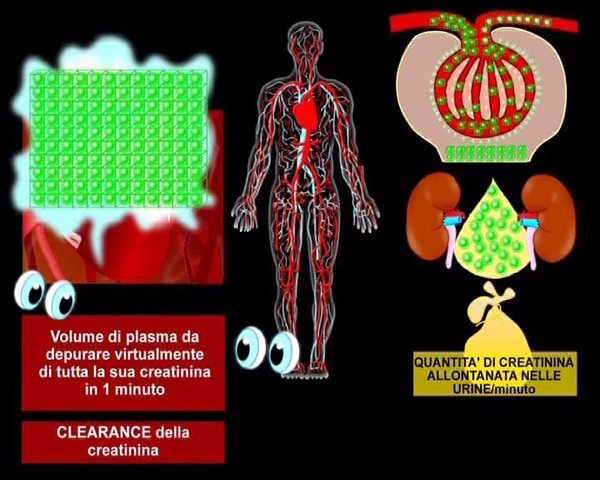 Volume di plasma da
depurare virtualmente
di tutta la sua creatinina
in 1 minuto
CLEARANCE della
creatinina
QUANTITA' DI CREATININA
ALLONTANATA NELLE
URINE/minuto